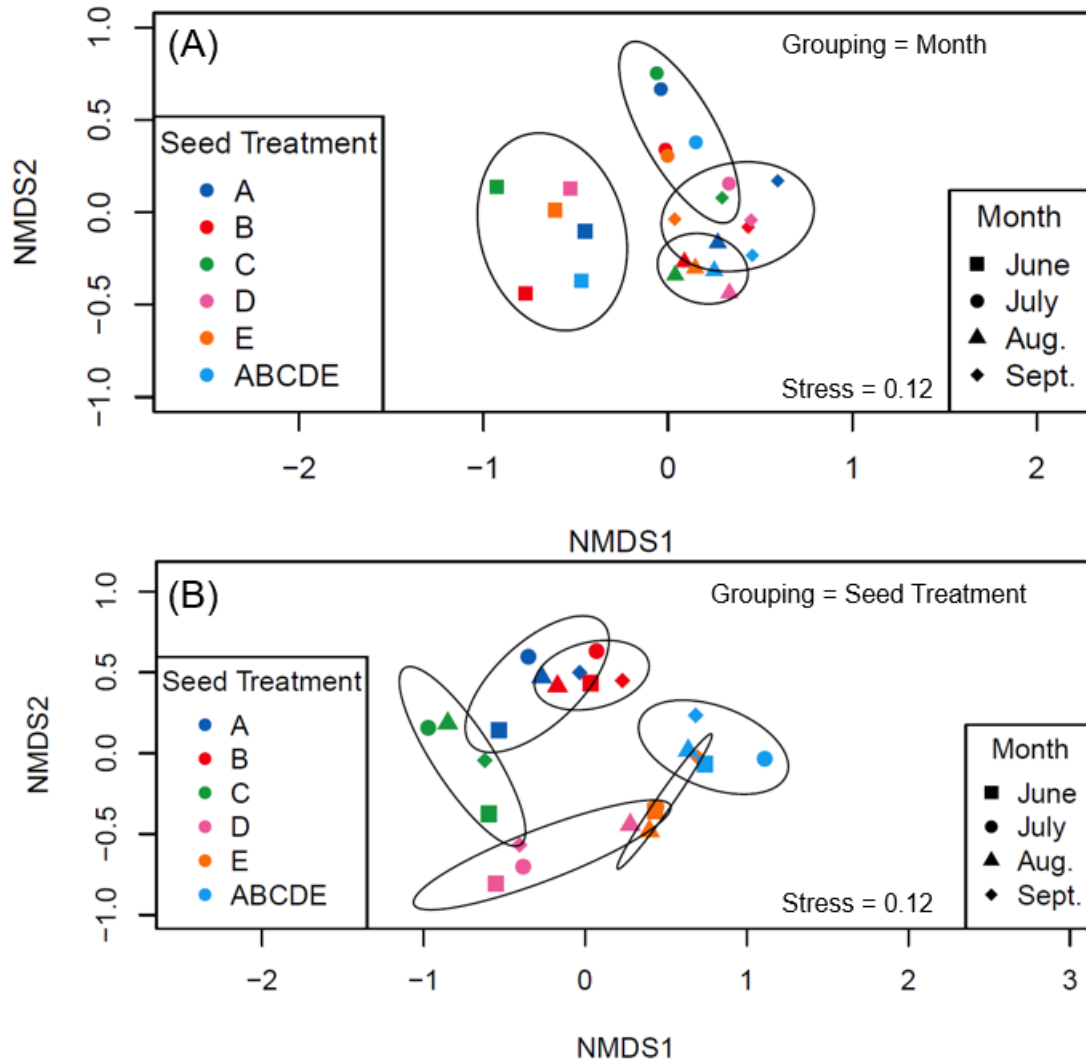 (A)
Grouping = Month
NMDS2
1.0
0.5
0.0
−0.5
−1.0
Seed Treatment
A
B
C
D
E
ABCDE
Month
June
July
Aug.
Sept.
Stress = 0.12
−2 −1 0 1 2
NMDS1
(B)
Grouping = Seed Treatment
NMDS2
1.0
0.5
0.0
−0.5
−1.0
Seed Treatment
A
B
C
D
E
ABCDE
Month
June
July
Aug.
Sept.
Stress = 0.12
−2 −1 0 1 2 3
NMDS1